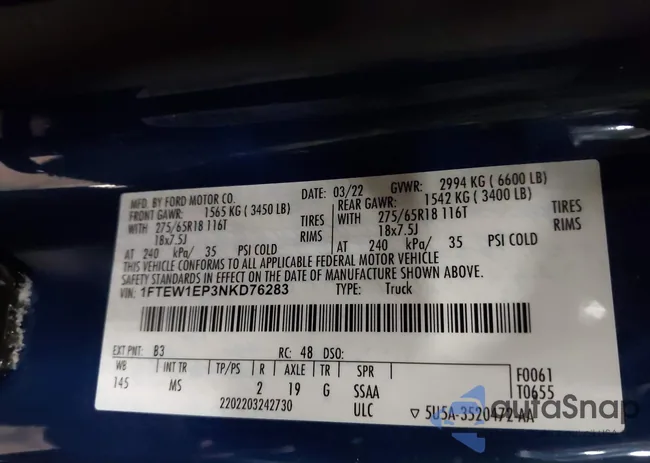 MFD. BY FORD MOTOR CO.
DATE: 03/22 GVWR: 2994 KG ( 6600 LB)
FRONT GAWR: 1565 KG ( 3450 LB)
REAR GAWR: 1542 KG ( 3400 LB)
WITH 275/65R18 116T TIRES
WITH 275/65R18 116T TIRES
18x7.5J RIMS
18x7.5J RIMS
AT 240 kPa/ 35 PSI COLD
AT 240 kPa/ 35 PSI COLD
THIS VEHICLE CONFORMS TO ALL APPLICABLE FEDERAL MOTOR VEHICLE
SAFETY STANDARDS IN EFFECT ON THE DATE OF MANUFACTURE SHOWN ABOVE.
VIN: 1FTEW1EP3NKD76283 TYPE: Truck
EXT PNT: B3 RC: 48 DSO:
WB INT TR TP/PS R AXLE TR SPR F0061
145 MS 2 19 G SSAA T0655
2202203242730 ULC ▽ 5U5A-3520472-AA
autoSnap